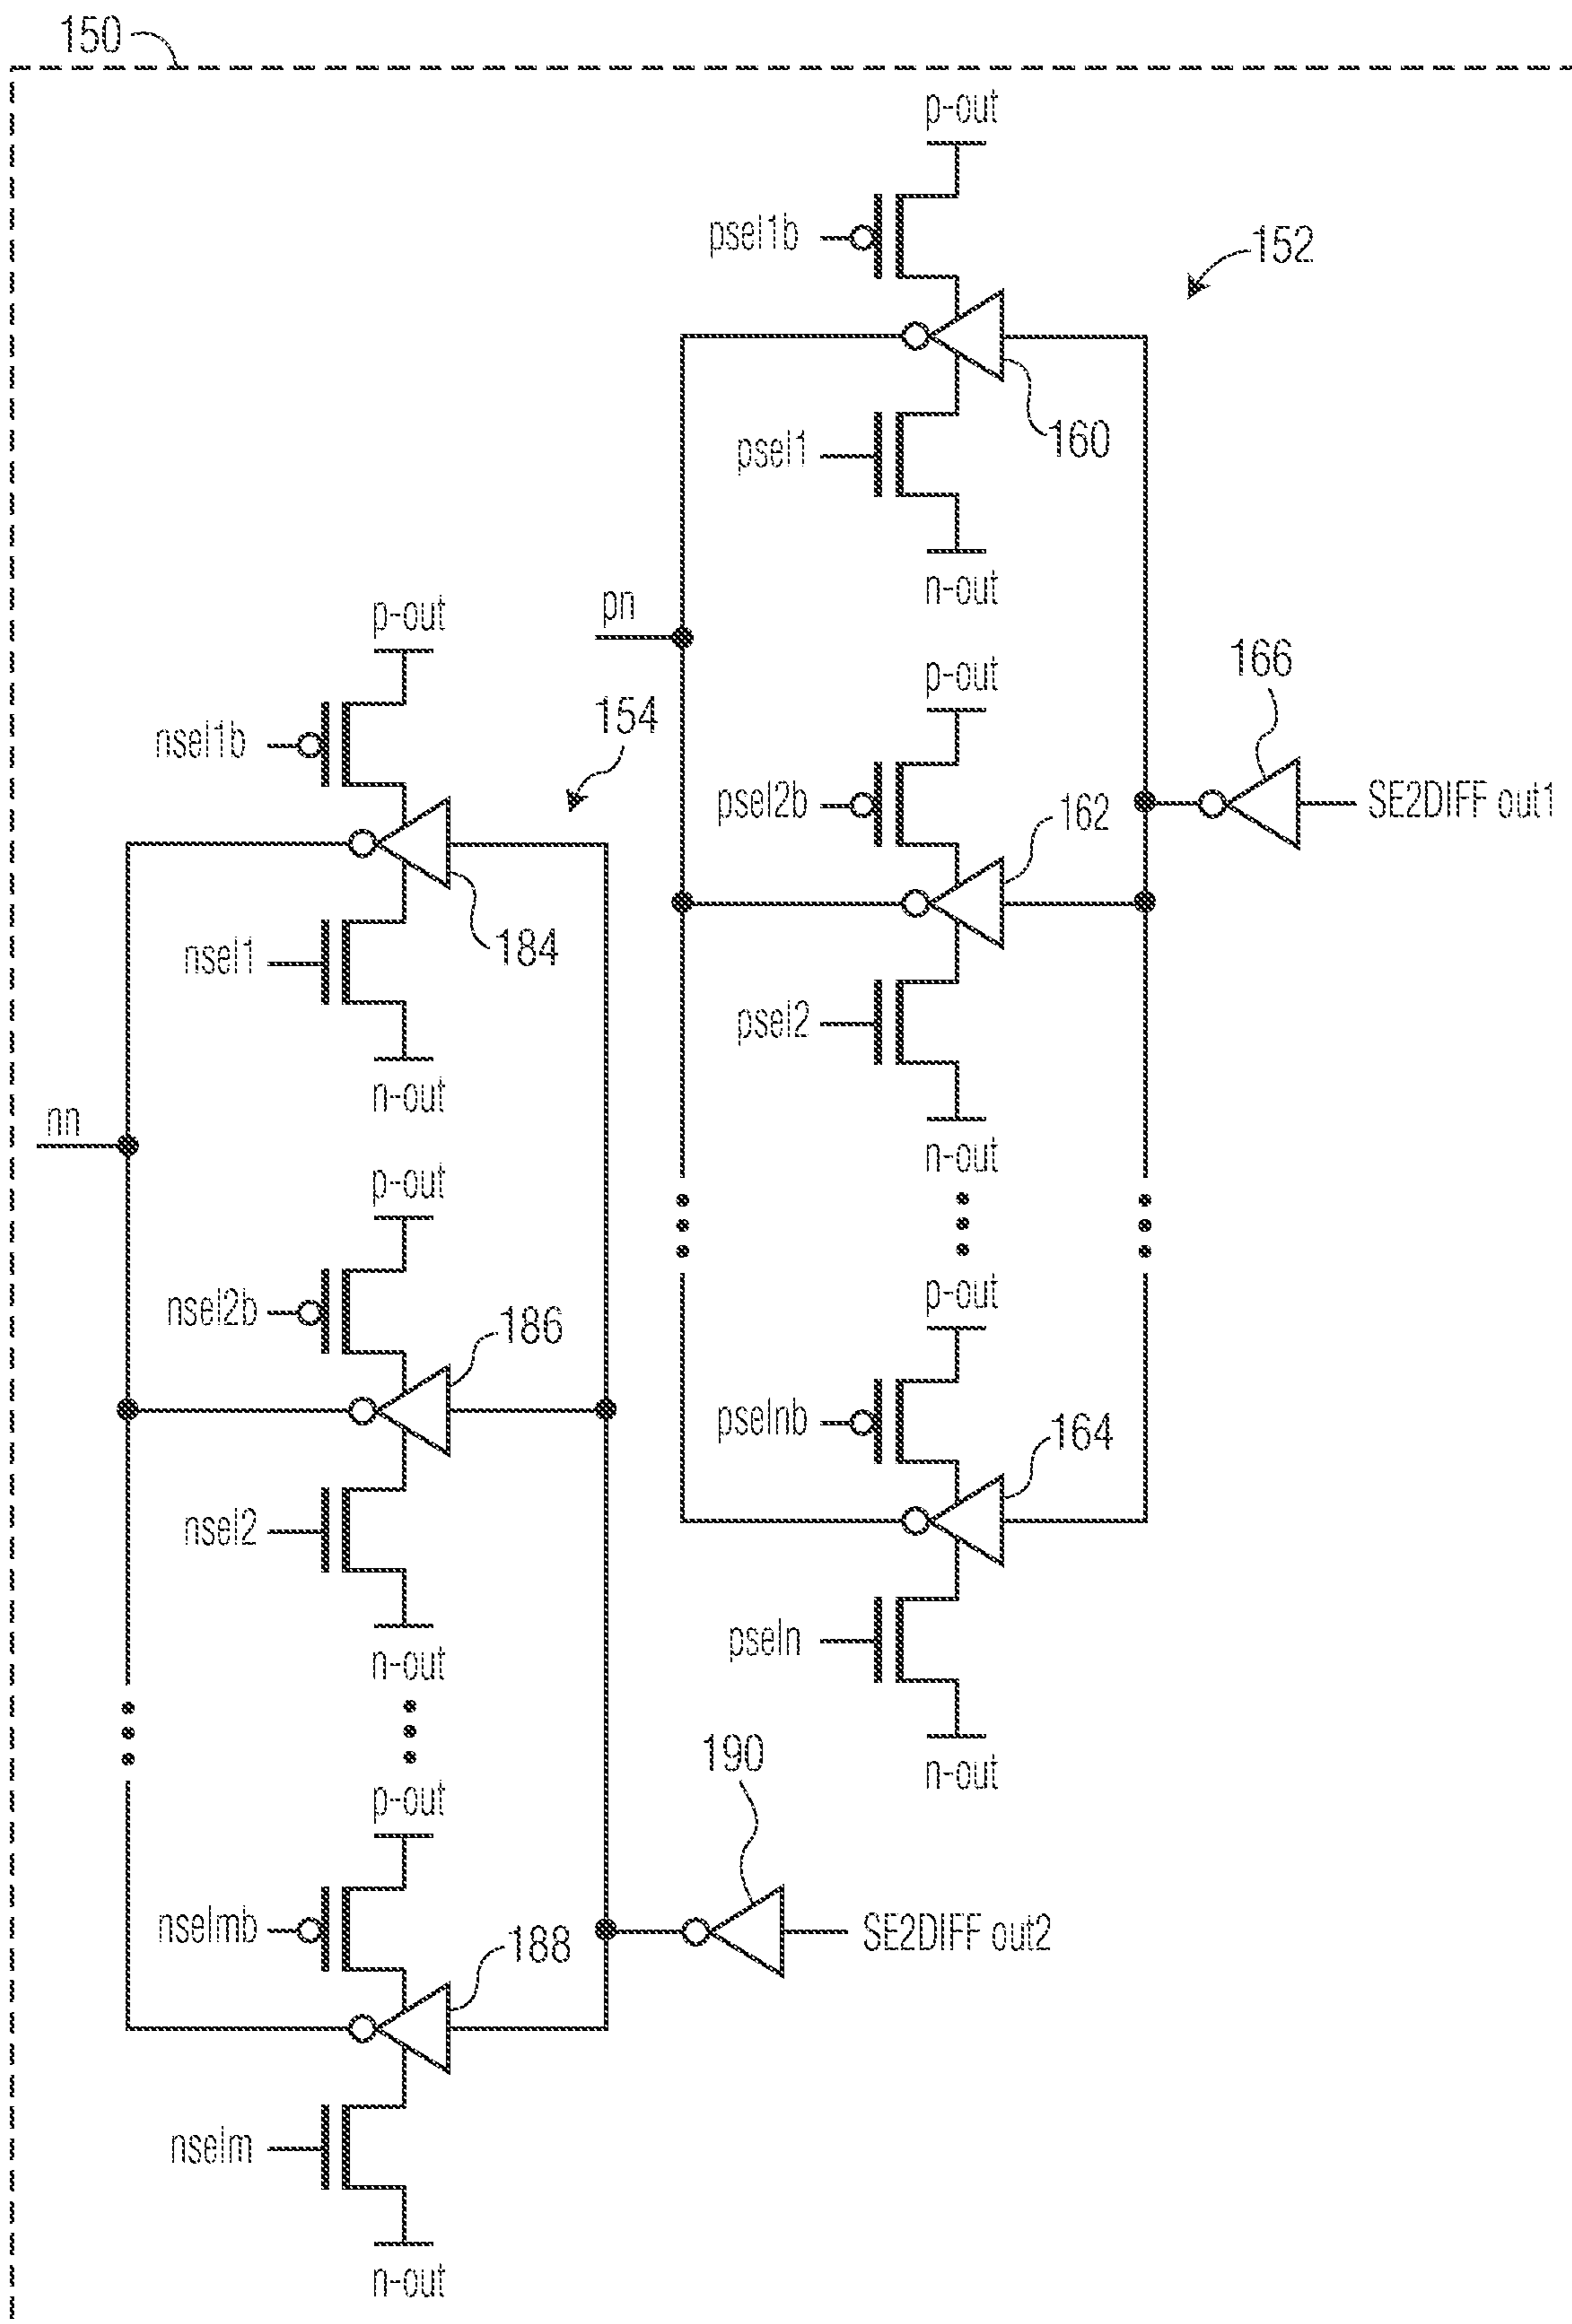 150
p-out
psel1b
152
160
psel1
n-out
pn
p-out
p-out
166
154
nsel1b
psel2b
162
SE2DIFF out1
184
nsel1
psel2
n-out
nn
n-out
p-out
nsel2b
p-out
186
pselnb
164
nsel2
pseln
n-out
190
n-out
p-out
nselmb
188
SE2DIFF out2
nselm
n-out